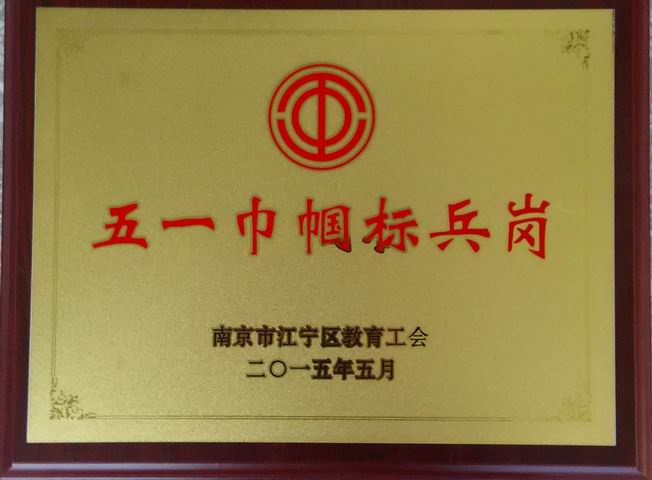 五一巾帼标兵岗
南京市江宁区教育工会
二〇一五年五月